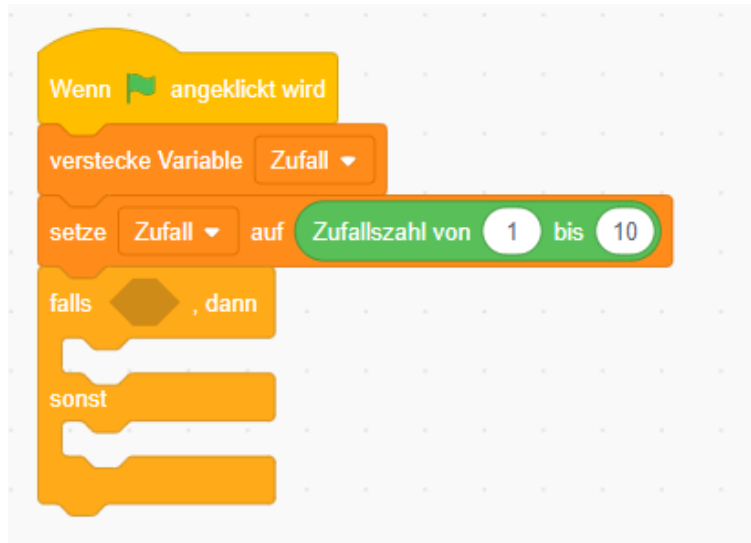 Wenn angeklickt wird
verstecke Variable Zufall
setze Zufall auf Zufallszahl von 1 bis 10
falls , dann
sonst